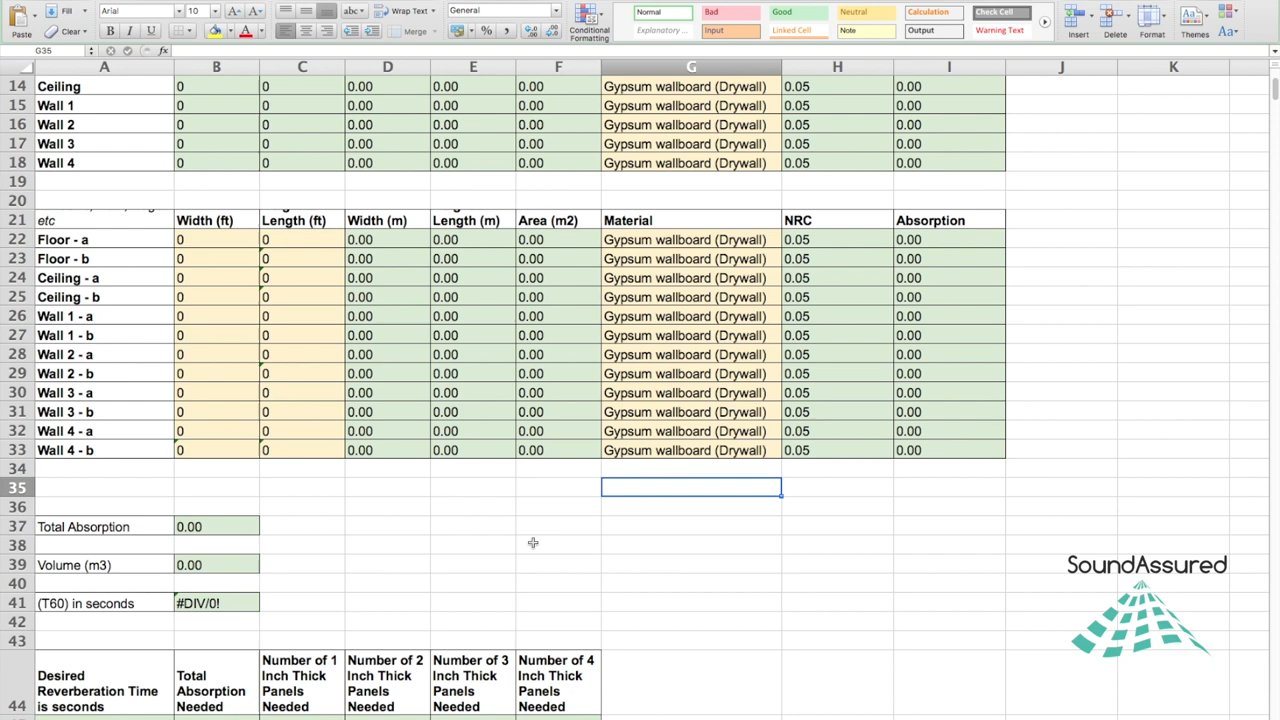 Fill Arial 10 abc Wrap Text General Normal Bad Good Neutral Calculation Check Cell
Paste Clear B I U A Merge % Conditional Formatting Explanatory ... Input Linked Cell Note Output Warning Text Insert Delete Format Themes Aa
G35 fx
A B C D E F G H I J K
14 Ceiling 0 0 0.00 0.00 0.00 Gypsum wallboard (Drywall) 0.05 0.00
15 Wall 1 0 0 0.00 0.00 0.00 Gypsum wallboard (Drywall) 0.05 0.00
16 Wall 2 0 0 0.00 0.00 0.00 Gypsum wallboard (Drywall) 0.05 0.00
17 Wall 3 0 0 0.00 0.00 0.00 Gypsum wallboard (Drywall) 0.05 0.00
18 Wall 4 0 0 0.00 0.00 0.00 Gypsum wallboard (Drywall) 0.05 0.00
19
20
21 etc Width (ft) Length (ft) Width (m) Length (m) Area (m2) Material NRC Absorption
22 Floor - a 0 0 0.00 0.00 0.00 Gypsum wallboard (Drywall) 0.05 0.00
23 Floor - b 0 0 0.00 0.00 0.00 Gypsum wallboard (Drywall) 0.05 0.00
24 Ceiling - a 0 0 0.00 0.00 0.00 Gypsum wallboard (Drywall) 0.05 0.00
25 Ceiling - b 0 0 0.00 0.00 0.00 Gypsum wallboard (Drywall) 0.05 0.00
26 Wall 1 - a 0 0 0.00 0.00 0.00 Gypsum wallboard (Drywall) 0.05 0.00
27 Wall 1 - b 0 0 0.00 0.00 0.00 Gypsum wallboard (Drywall) 0.05 0.00
28 Wall 2 - a 0 0 0.00 0.00 0.00 Gypsum wallboard (Drywall) 0.05 0.00
29 Wall 2 - b 0 0 0.00 0.00 0.00 Gypsum wallboard (Drywall) 0.05 0.00
30 Wall 3 - a 0 0 0.00 0.00 0.00 Gypsum wallboard (Drywall) 0.05 0.00
31 Wall 3 - b 0 0 0.00 0.00 0.00 Gypsum wallboard (Drywall) 0.05 0.00
32 Wall 4 - a 0 0 0.00 0.00 0.00 Gypsum wallboard (Drywall) 0.05 0.00
33 Wall 4 - b 0 0 0.00 0.00 0.00 Gypsum wallboard (Drywall) 0.05 0.00
34
35
36
37 Total Absorption 0.00
38
39 Volume (m3) 0.00
SoundAssured
40
41 (T60) in seconds #DIV/0!
42
43
44 Desired Reverberation Time is seconds Total Absorption Needed Number of 1 Inch Thick Panels Needed Number of 2 Inch Thick Panels Needed Number of 3 Inch Thick Panels Needed Number of 4 Inch Thick Panels Needed